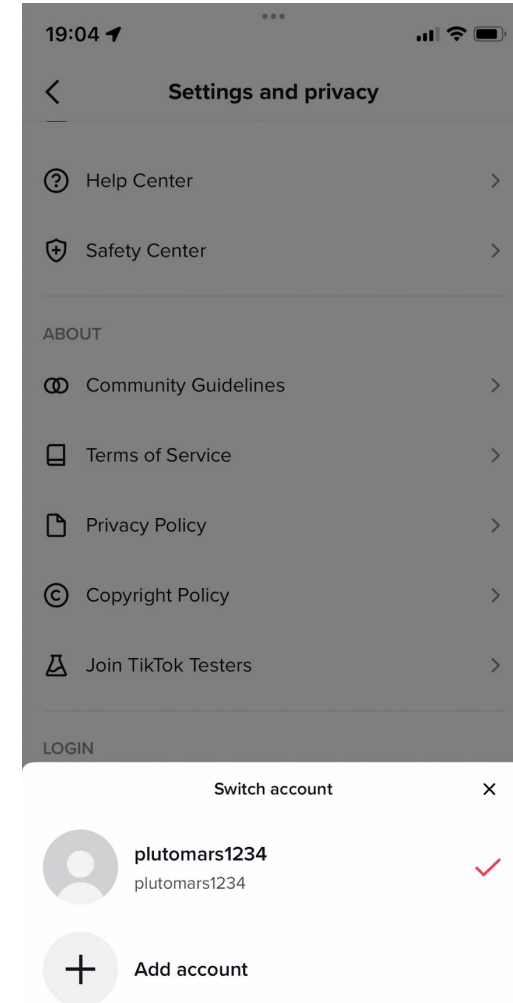 19:04
Settings and privacy
Help Center
Safety Center
ABOUT
Community Guidelines
Terms of Service
Privacy Policy
Copyright Policy
Join TikTok Testers
LOGIN
Switch account
plutomars1234
plutomars1234
Add account